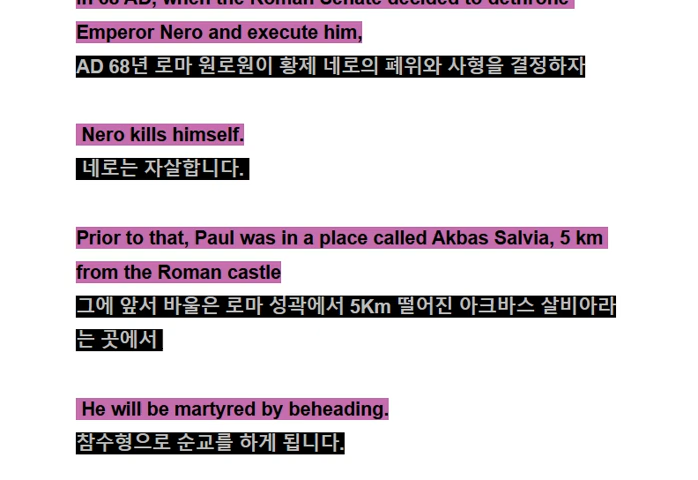 In 68 AD, when the Roman Senate decided to dethrone
Emperor Nero and execute him,
AD 68년 로마 원로원이 황제 네로의 폐위와 사형을 결정하자
Nero kills himself.
네로는 자살합니다.
Prior to that, Paul was in a place called Akbas Salvia, 5 km
from the Roman castle
그에 앞서 바울은 로마 성곽에서 5Km 떨어진 아크바스 살비아라
는 곳에서
He will be martyred by beheading.
참수형으로 순교를 하게 됩니다.